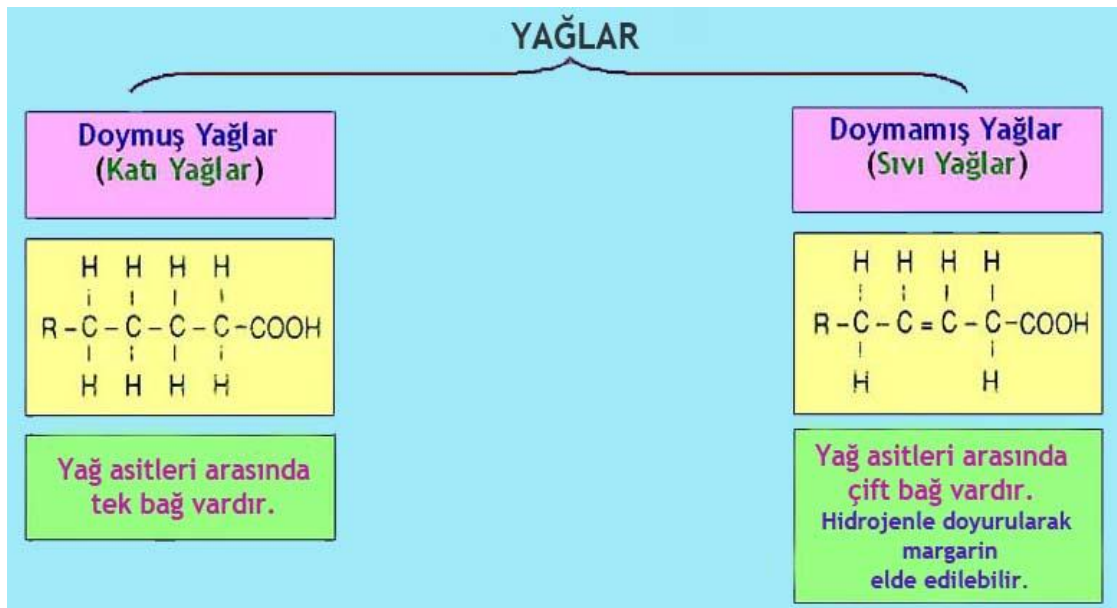 YAĞLAR
Doymuş Yağlar
(Katı Yağlar)
H H H H
R-C-C-C-C-COOH
H H H H
Yağ asitleri arasında
tek bağ vardır.
Doymamış Yağlar
(Sıvı Yağlar)
H H H H
R-C-C=C-C-COOH
H H
Yağ asitleri arasında
çift bağ vardır.
Hidrojenle doyurularak
margarin
elde edilebilir.